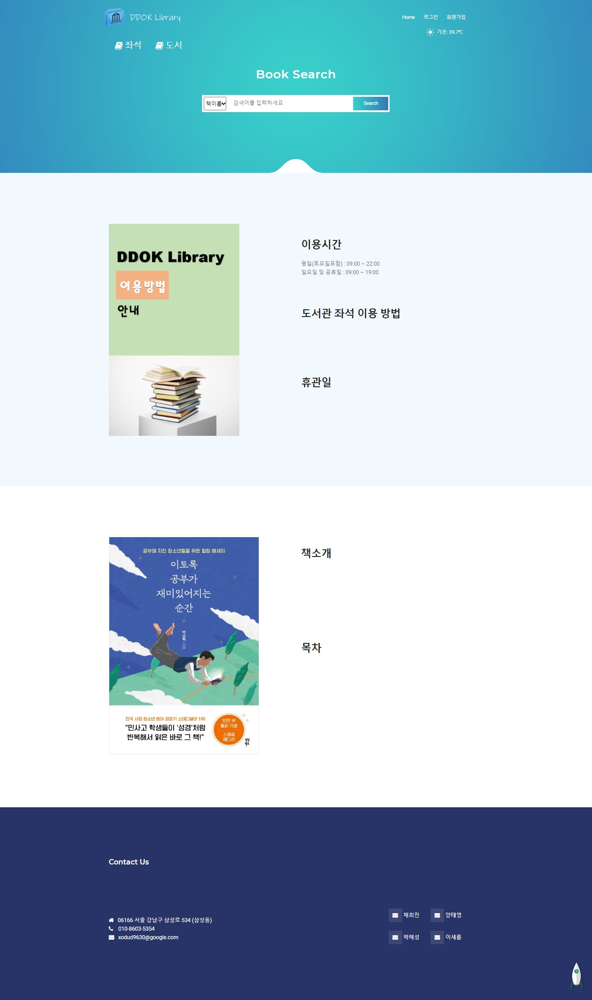 DDOK Library
Home 로그인 회원가입
기온: 24.7℃
좌석 도서
Book Search
책이름 검색어를 입력하세요 Search
DDOK Library
이용방법
안내
이용시간
평일(토요일포함) : 09:00 ~ 22:00
일요일 및 공휴일 : 09:00 ~ 19:00
도서관 좌석 이용 방법
휴관일
공부에 지친 청소년들을 위한 힐링 에세이
이토록
공부가
재미있어지는
순간
박성혁 지음
전국 서점 청소년 분야 최장기 스테디셀러 1위!
“민사고 학생들이 ‘성경’처럼
반복해서 읽은 바로 그 책!”
10만 부
돌파 기념
스페셜
에디션
책소개
목차
Contact Us
06166 서울 강남구 삼성로 534 (삼성동)
010-8603-5354
xodud9630@google.com
채희진 양태영
박혜성 이새롬